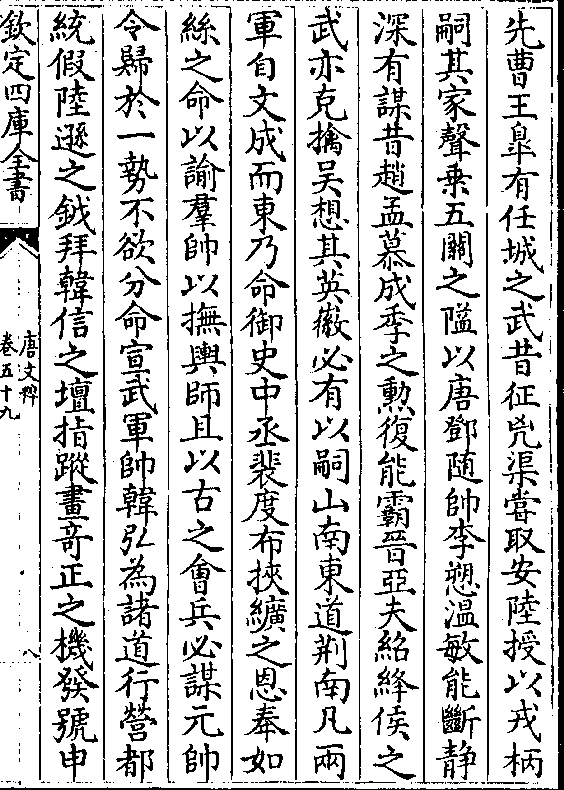 先曹王臯有任城之武昔征兇渠嘗取安陸授以戎柄
嗣其家聲乗五關之隘以唐鄧随帥李愬溫敏能斷静
深有謀昔趙孟慕成季之勲復能霸晉亞夫紹絳侯之
武亦克擒吴想其英徽必有以嗣山南東道荆南凡兩
軍自文成而東乃命御史中丞裴度布挾纊之恩奉如
絲之命以諭羣帥以撫輿師且以古之會兵必謀元帥
令歸於一勢不欲分命宣武軍帥韓弘為諸道行營都
統假陸遜之鉞拜韓信之壇指蹤畫竒正之機發號申
欽定四庫全書
唐文粹
卷五十九
八